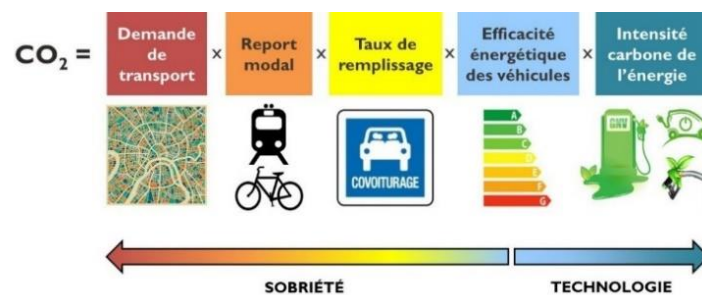 CO₂ =
Demande
de
transport
x
Report
modal
x
Taux de
remplissage
x
Efficacité
énergétique
des véhicules
x
Intensité
carbone de
l'énergie
COVOITURAGE
A
B
C
D
E
F
G
SOBRIÉTÉ
TECHNOLOGIE